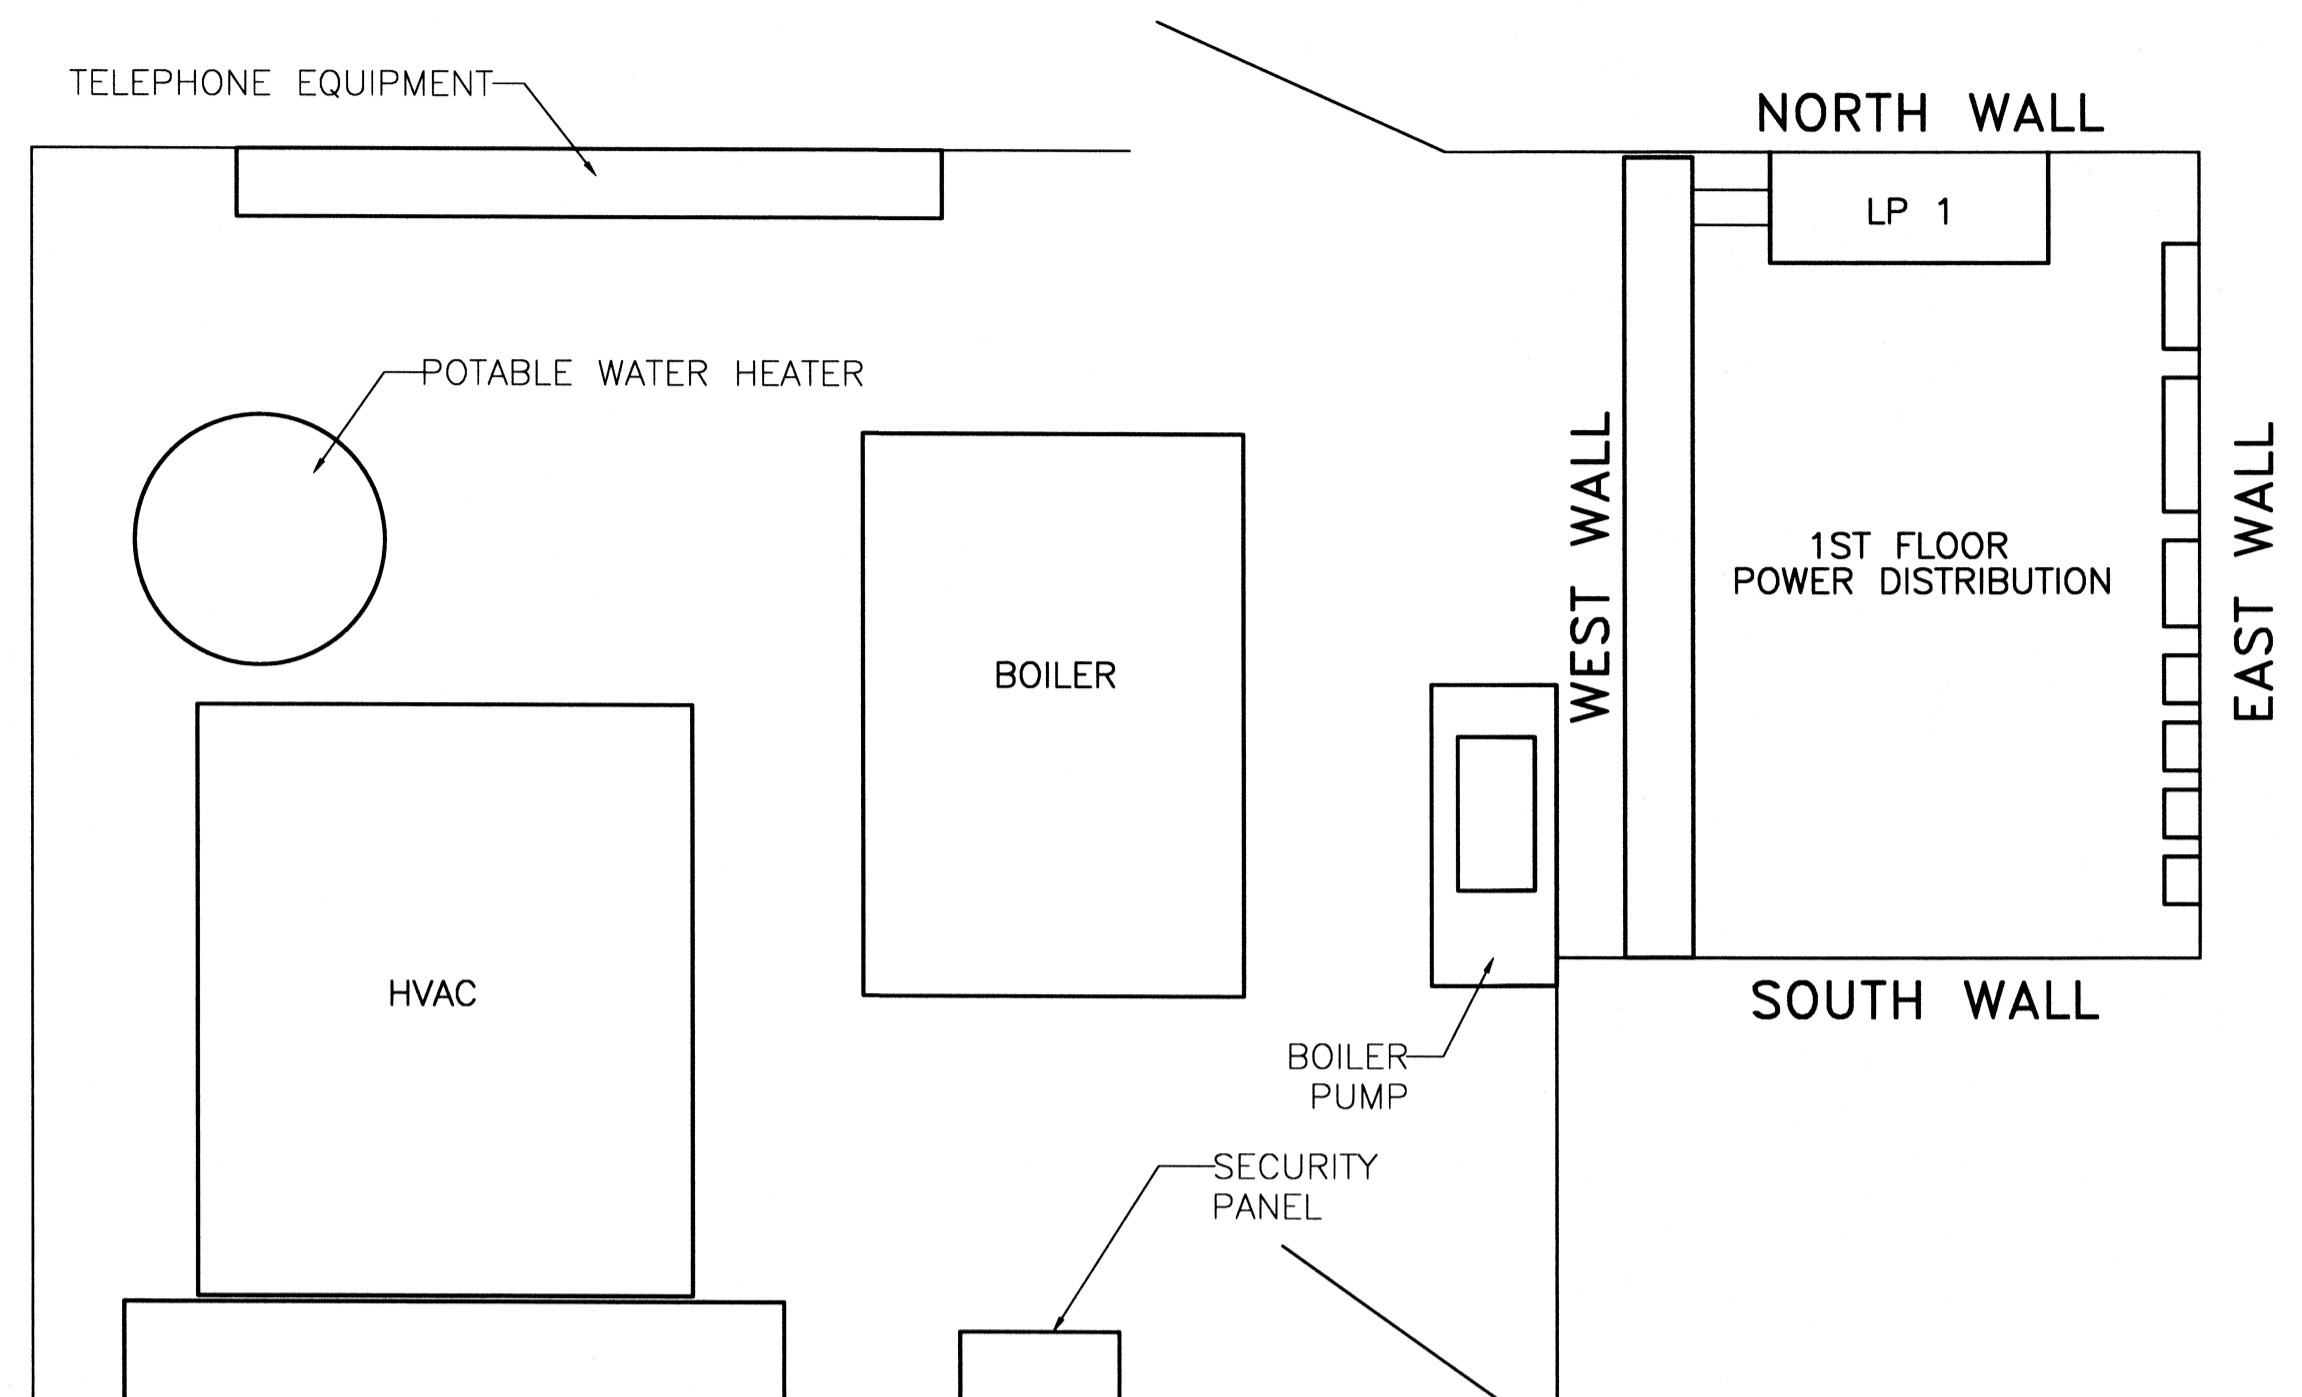 TELEPHONE EQUIPMENT
NORTH WALL
LP 1
POTABLE WATER HEATER
WEST WALL
1ST FLOOR
POWER DISTRIBUTION
EAST WALL
BOILER
HVAC
SOUTH WALL
BOILER
PUMP
SECURITY
PANEL